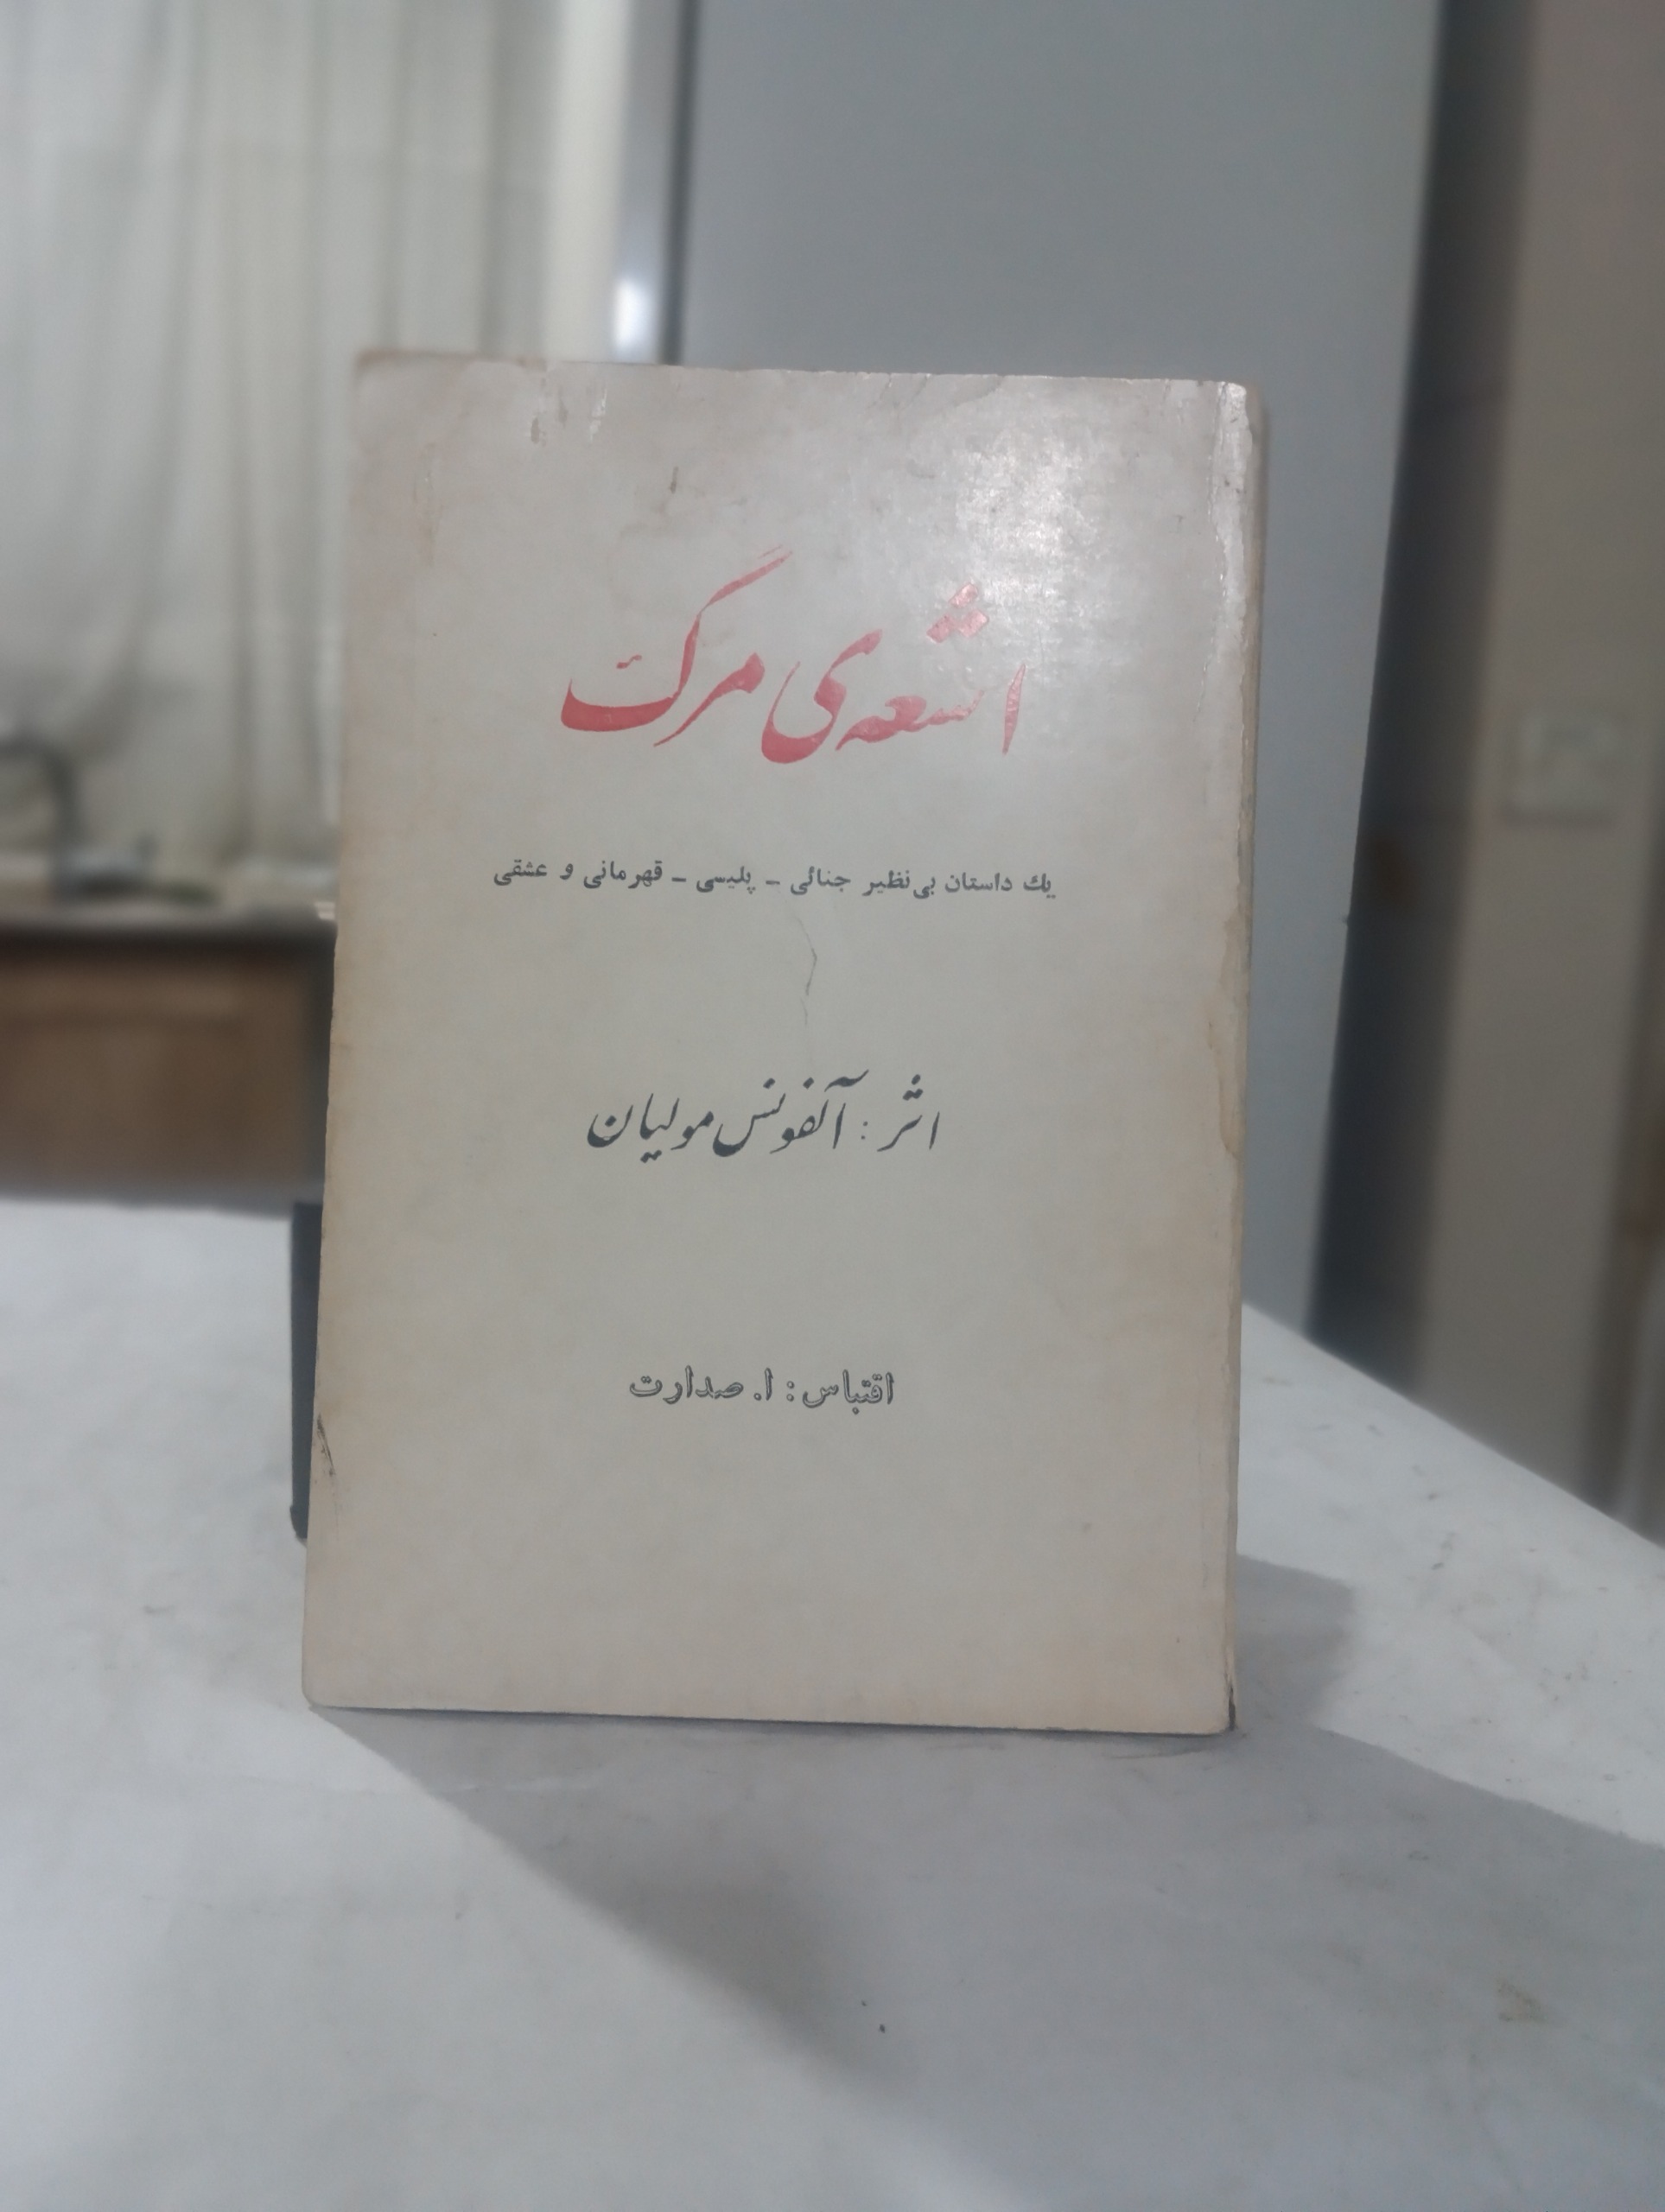 اشعه‌ی مرگ
یك داستان بی‌نظیر جنائی - پلیسی - قهرمانی و عشقی
اثر : آلفونس مولیان
اقتباس : ا. صدارت